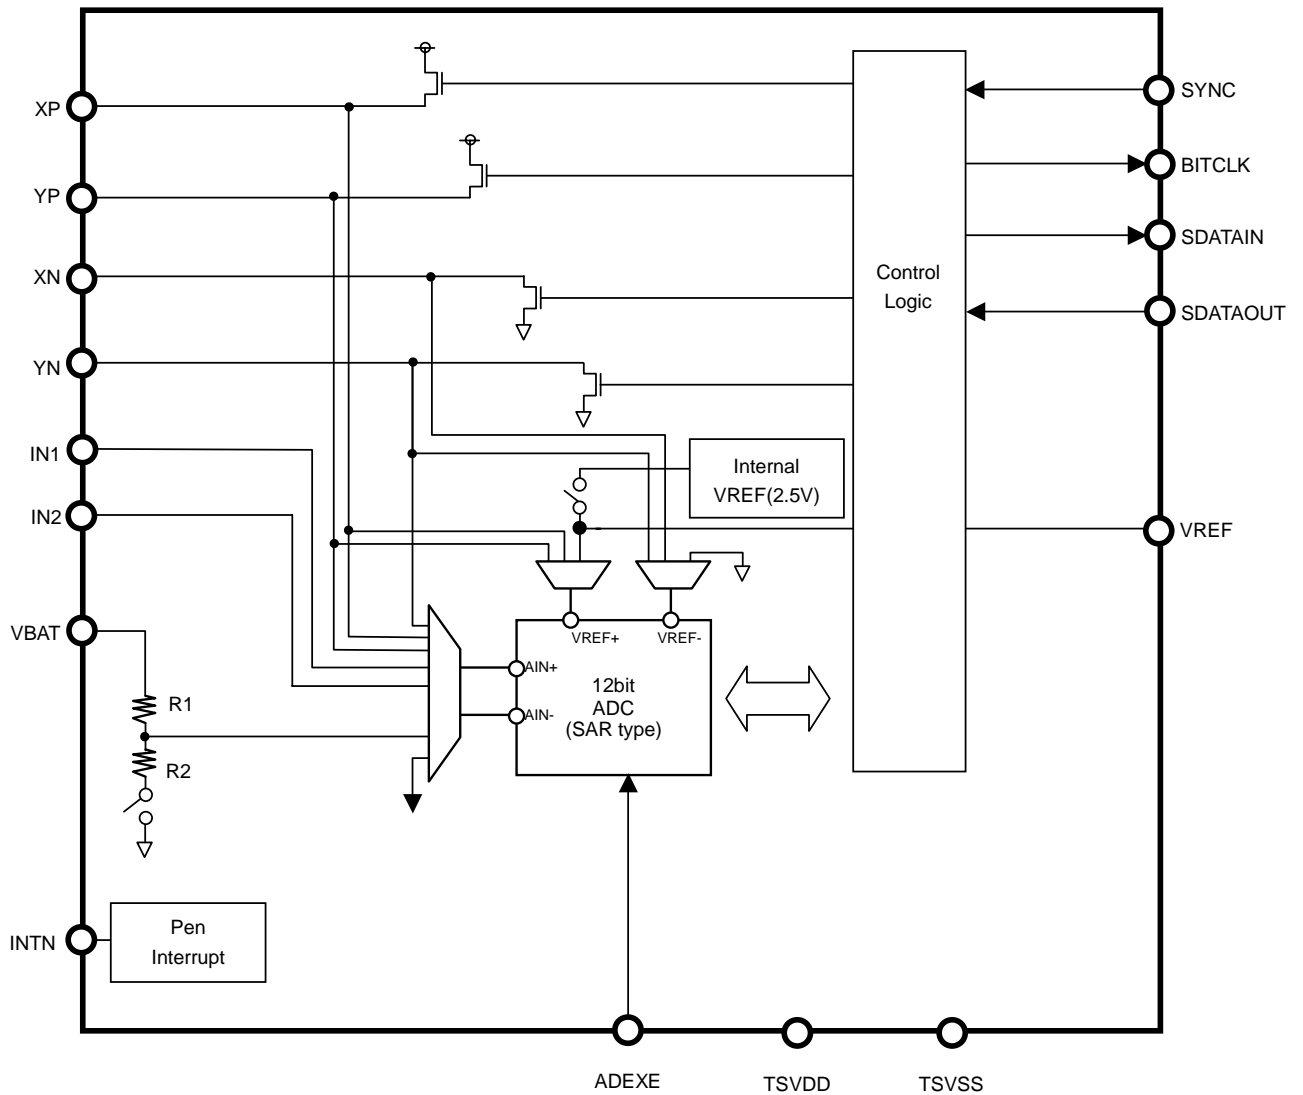 XP
YP
XN
YN
IN1
IN2
VBAT
INTN
R1
R2
Pen
Interrupt
Internal
VREF(2.5V)
VREF+
VREF-
AIN+
AIN-
12bit
ADC
(SAR type)
Control
Logic
SYNC
BITCLK
SDATAIN
SDATAOUT
VREF
ADEXE
TSVDD
TSVSS